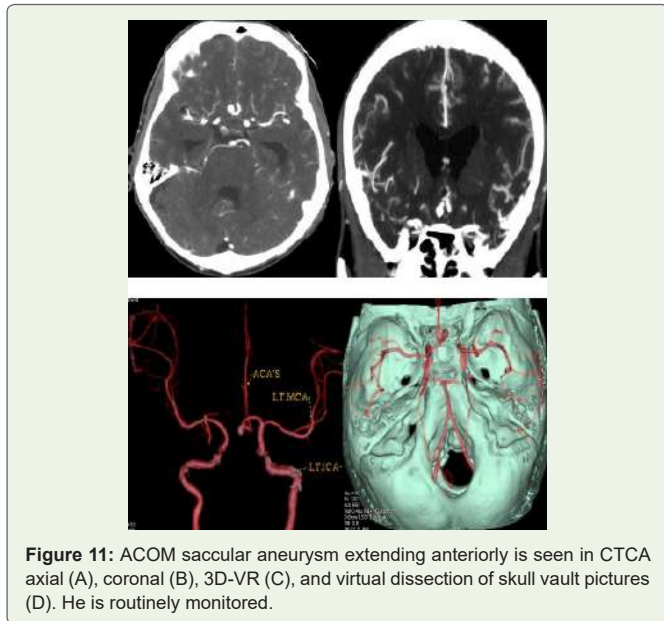 ACA'S
LT.MCA
LT.ICA
Figure 11: ACOM saccular aneurysm extending anteriorly is seen in CTCA
axial (A), coronal (B), 3D-VR (C), and virtual dissection of skull vault pictures
(D). He is routinely monitored.